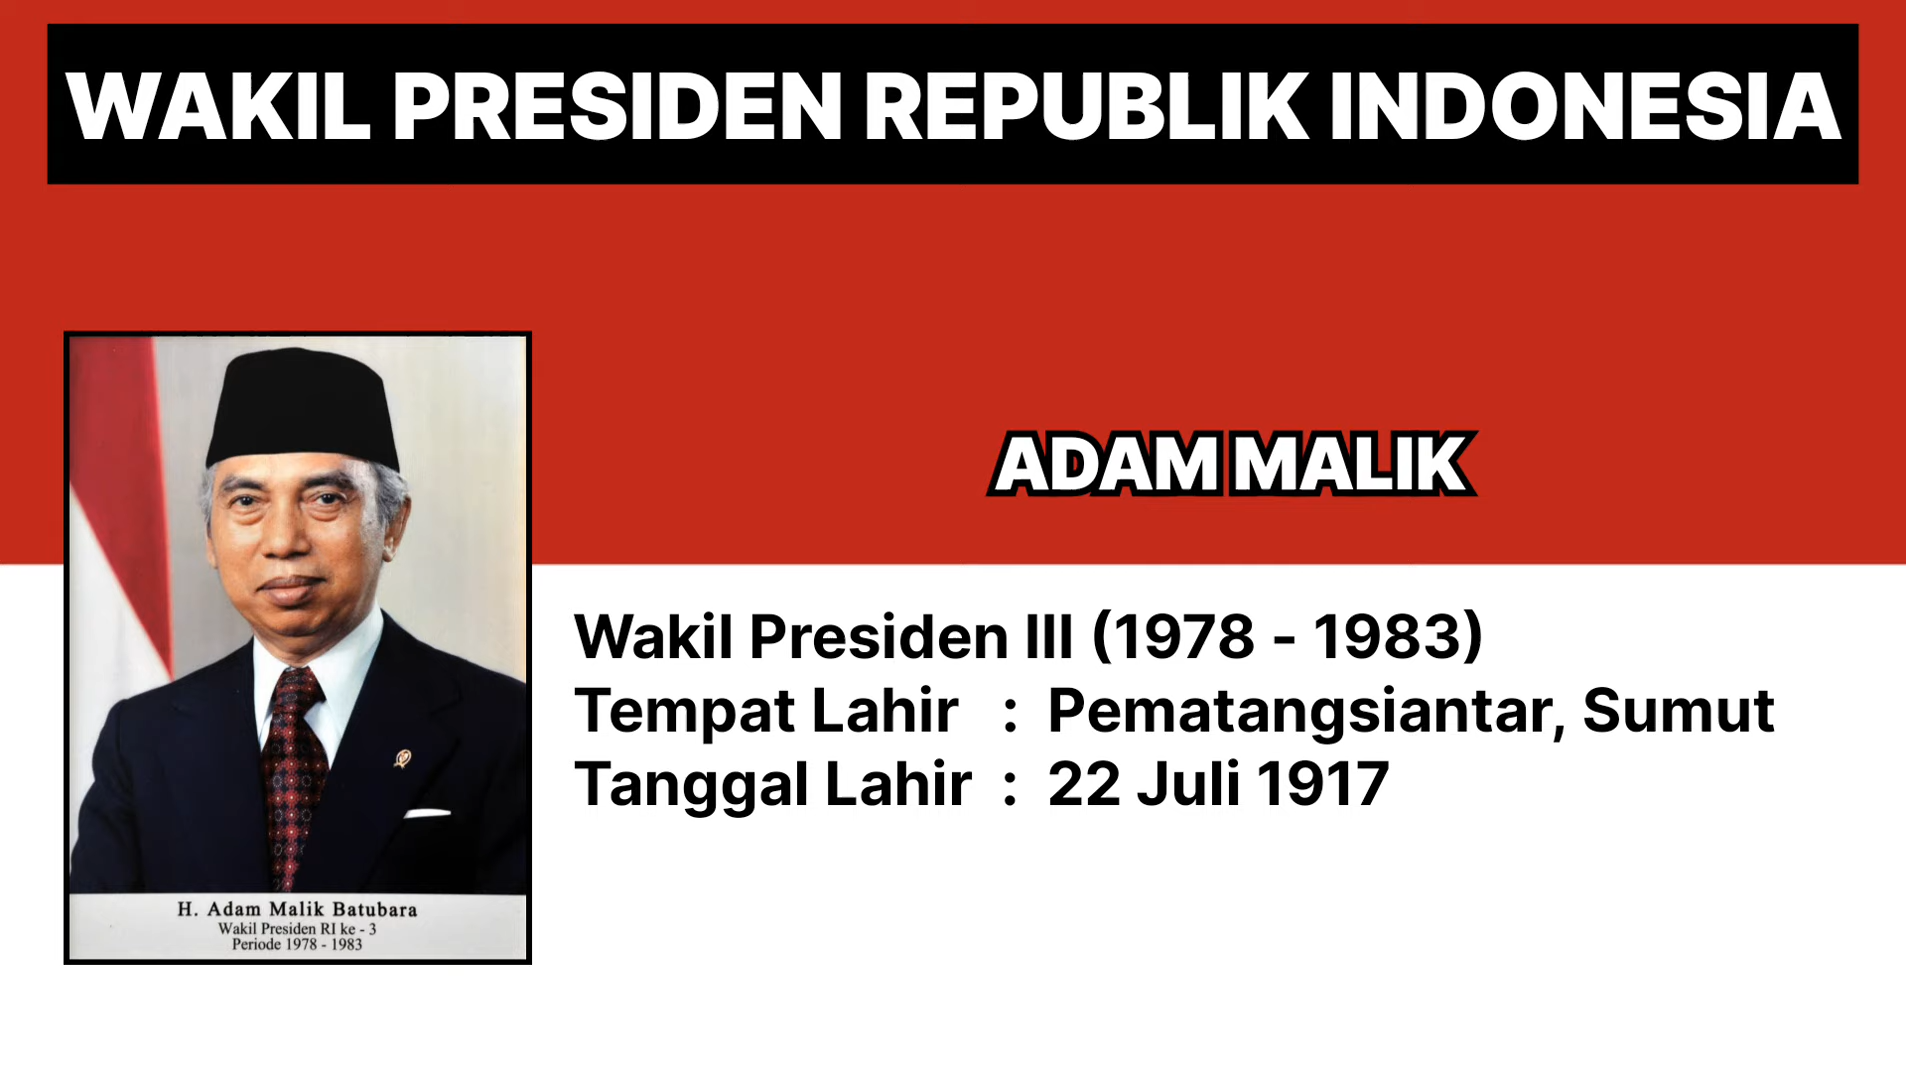 WAKIL PRESIDEN REPUBLIK INDONESIA
ADAM MALIK
Wakil Presiden III (1978 - 1983)
Tempat Lahir : Pematangsiantar, Sumut
Tanggal Lahir : 22 Juli 1917
H. Adam Malik Batubara
Wakil Presiden RI ke - 3
Periode 1978 - 1983